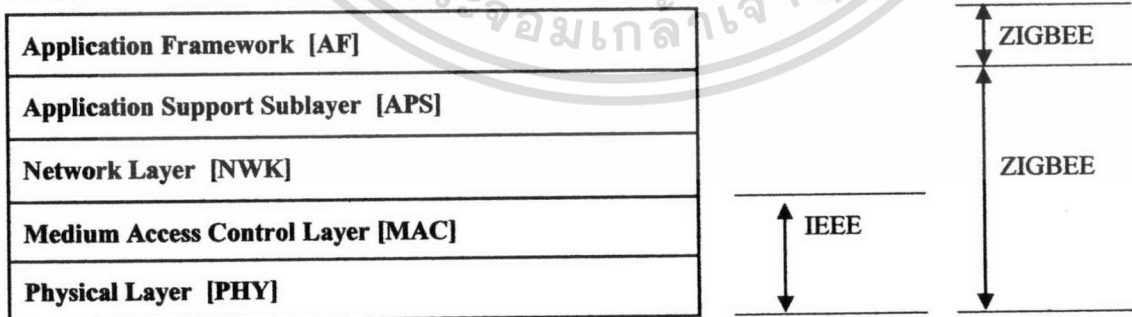 Application Framework [AF]
ZIGBEE
Application Support Sublayer [APS]
Network Layer [NWK]
ZIGBEE
Medium Access Control Layer [MAC]
IEEE
Physical Layer [PHY]